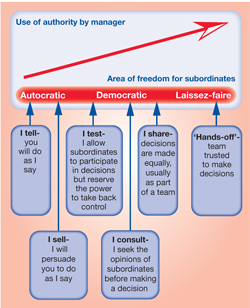 Use of authority by manager
Area of freedom for subordinates
Autocratic
Democratic
Laissez-faire
I tell-
you will
do as
I say
I test-
I allow
subordinates
to participate
in decisions
but reserve
the power
to take back
control
I share-
decisions
are made
equally,
usually
as part
of a team
'Hands-off'-
team
trusted
to make
decisions
I sell-
I will
persuade
you to do
as I say
I consult-
I seek the
opinions of
subordinates
before making
a decision